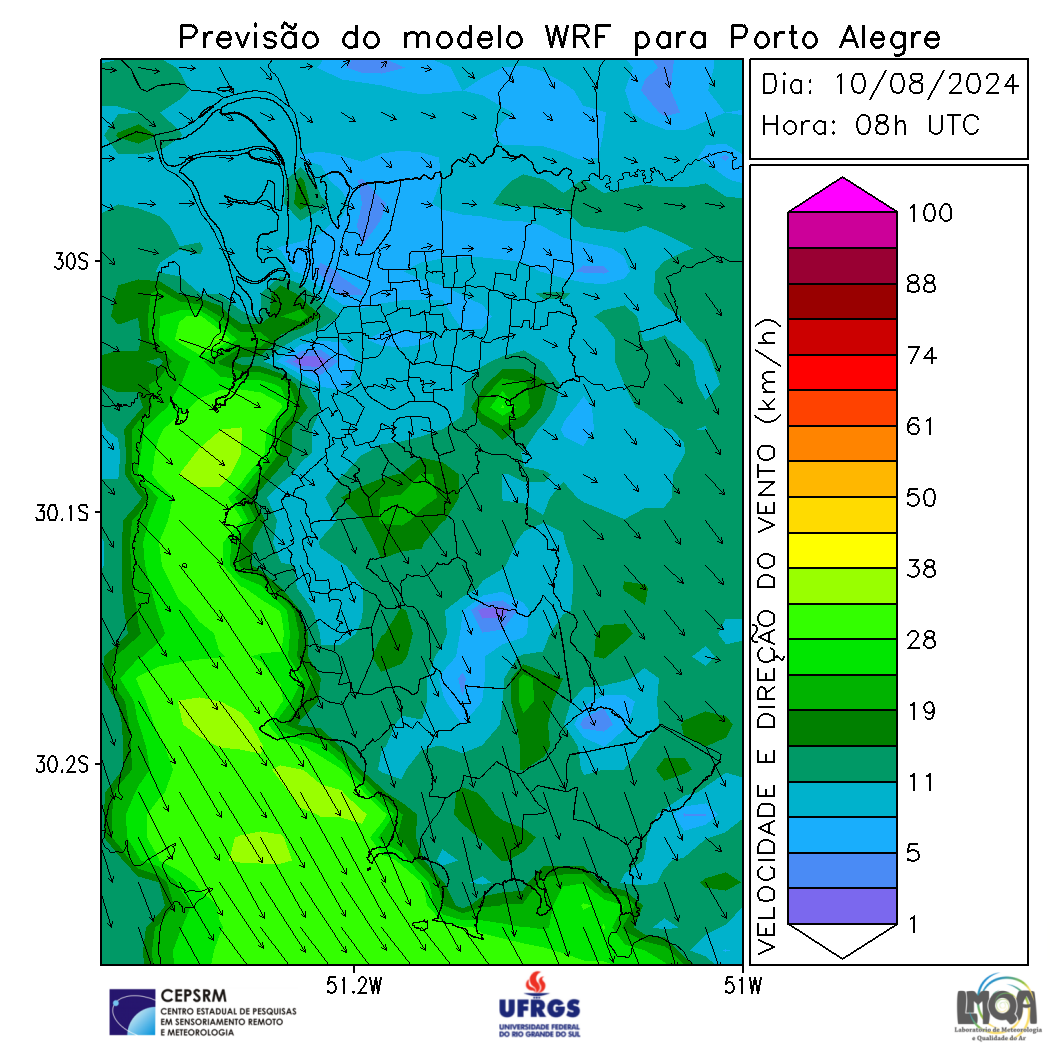 Previsão do modelo WRF para Porto Alegre
Dia: 10/08/2024
Hora: 08h UTC
30S
30.1S
30.2S
51.2W
51W
VELOCIDADE E DIREÇÃO DO VENTO (km/h)
100
88
74
61
50
38
28
19
11
5
1
CEPSRM
CENTRO ESTADUAL DE PESQUISAS
EM SENSORIAMENTO REMOTO
E METEOROLOGIA
UFRGS
UNIVERSIDADE FEDERAL
DO RIO GRANDE DO SUL
LMQA
Laboratório de Meteorologia
e Qualidade do Ar